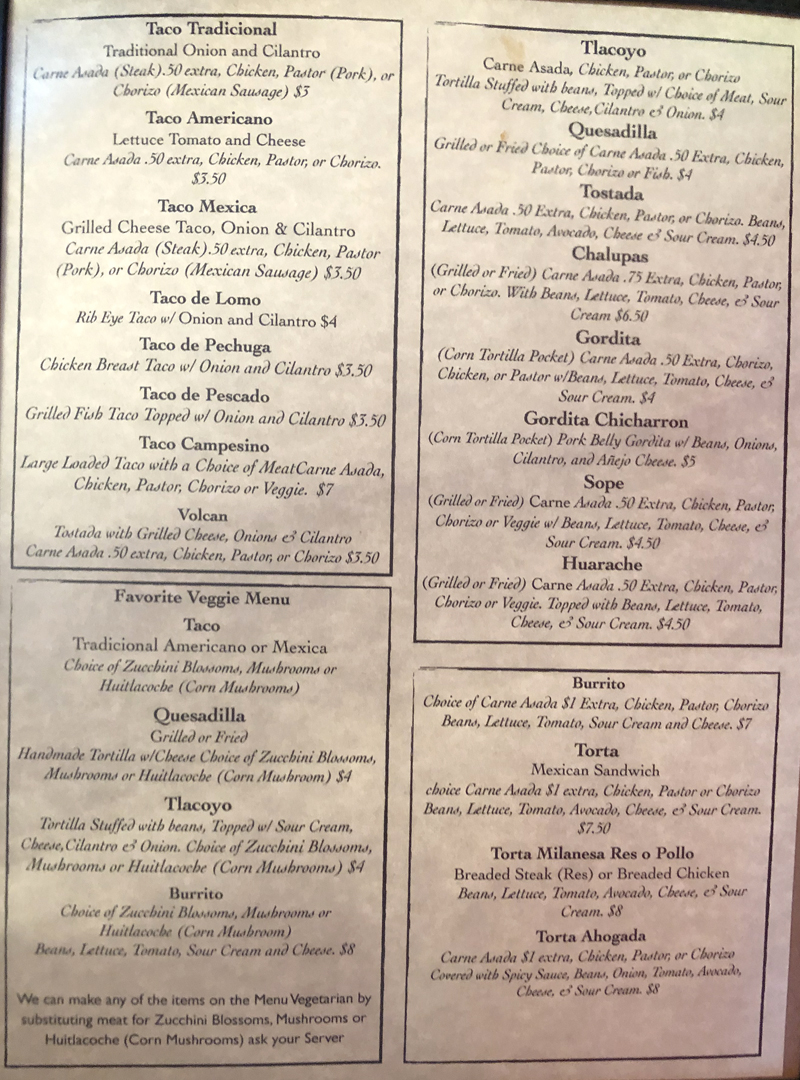 Taco Tradicional
Traditional Onion and Cilantro
Carne Asada (Steak).50 extra, Chicken, Pastor (Pork), or
Chorizo (Mexican Sausage) $3
Taco Americano
Lettuce Tomato and Cheese
Carne Asada .50 extra, Chicken, Pastor, or Chorizo.
$3.50
Taco Mexica
Grilled Cheese Taco, Onion & Cilantro
Carne Asada (Steak).50 extra, Chicken, Pastor
(Pork), or Chorizo (Mexican Sausage) $3.50
Taco de Lomo
Rib Eye Taco w/ Onion and Cilantro $4
Taco de Pechuga
Chicken Breast Taco w/ Onion and Cilantro $3.50
Taco de Pescado
Grilled Fish Taco Topped w/ Onion and Cilantro $3.50
Taco Campesino
Large Loaded Taco with a Choice of MeatCarne Asada,
Chicken, Pastor, Chorizo or Veggie. $7
Volcan
Tostada with Grilled Cheese, Onions & Cilantro
Carne Asada .50 extra, Chicken, Pastor, or Chorizo $3.50
Favorite Veggie Menu
Taco
Tradicional Americano or Mexica
Choice of Zucchini Blossoms, Mushrooms or
Huitlacoche (Corn Mushrooms)
Quesadilla
Grilled or Fried
Handmade Tortilla w/Cheese Choice of Zucchini Blossoms,
Mushrooms or Huitlacoche (Corn Mushroom) $4
Tlacoyo
Tortilla Stuffed with beans, Topped w/ Sour Cream,
Cheese,Cilantro & Onion. Choice of Zucchini Blossoms,
Mushrooms or Huitlacoche (Corn Mushrooms) $4
Burrito
Choice of Zucchini Blossoms, Mushrooms or
Huitlacoche (Corn Mushroom)
Beans, Lettuce, Tomato, Sour Cream and Cheese. $8
We can make any of the items on the Menu Vegetarian by
substituting meat for Zucchini Blossoms, Mushrooms or
Huitlacoche (Corn Mushrooms) ask your Server
Tlacoyo
Carne Asada, Chicken, Pastor, or Chorizo
Tortilla Stuffed with beans, Topped w/ Choice of Meat, Sour
Cream, Cheese,Cilantro & Onion. $4
Quesadilla
Grilled or Fried Choice of Carne Asada .50 Extra, Chicken,
Pastor, Chorizo or Fish. $4
Tostada
Carne Asada .50 Extra, Chicken, Pastor, or Chorizo. Beans,
Lettuce, Tomato, Avocado, Cheese & Sour Cream. $4.50
Chalupas
(Grilled or Fried) Carne Asada .75 Extra, Chicken, Pastor,
or Chorizo. With Beans, Lettuce, Tomato, Cheese, & Sour
Cream $6.50
Gordita
(Corn Tortilla Pocket) Carne Asada .50 Extra, Chorizo,
Chicken, or Pastor w/Beans, Lettuce, Tomato, Cheese, &
Sour Cream. $4
Gordita Chicharron
(Corn Tortilla Pocket) Pork Belly Gordita w/ Beans, Onions,
Cilantro, and Añejo Cheese. $5
Sope
(Grilled or Fried) Carne Asada .50 Extra, Chicken, Pastor,
Chorizo or Veggie w/ Beans, Lettuce, Tomato, Cheese, &
Sour Cream. $4.50
Huarache
(Grilled or Fried) Carne Asada .50 Extra, Chicken, Pastor,
Chorizo or Veggie. Topped with Beans, Lettuce, Tomato,
Cheese, & Sour Cream. $4.50
Burrito
Choice of Carne Asada $1 Extra, Chicken, Pastor, Chorizo
Beans, Lettuce, Tomato, Sour Cream and Cheese. $7
Torta
Mexican Sandwich
choice Carne Asada $1 extra, Chicken, Pastor or Chorizo
Beans, Lettuce, Tomato, Avocado, Cheese, & Sour Cream.
$7.50
Torta Milanesa Res o Pollo
Breaded Steak (Res) or Breaded Chicken
Beans, Lettuce, Tomato, Avocado, Cheese, & Sour
Cream. $8
Torta Ahogada
Carne Asada $1 extra, Chicken, Pastor, or Chorizo
Covered with Spicy Sauce, Beans, Onion, Tomato, Avocado,
Cheese, & Sour Cream. $8